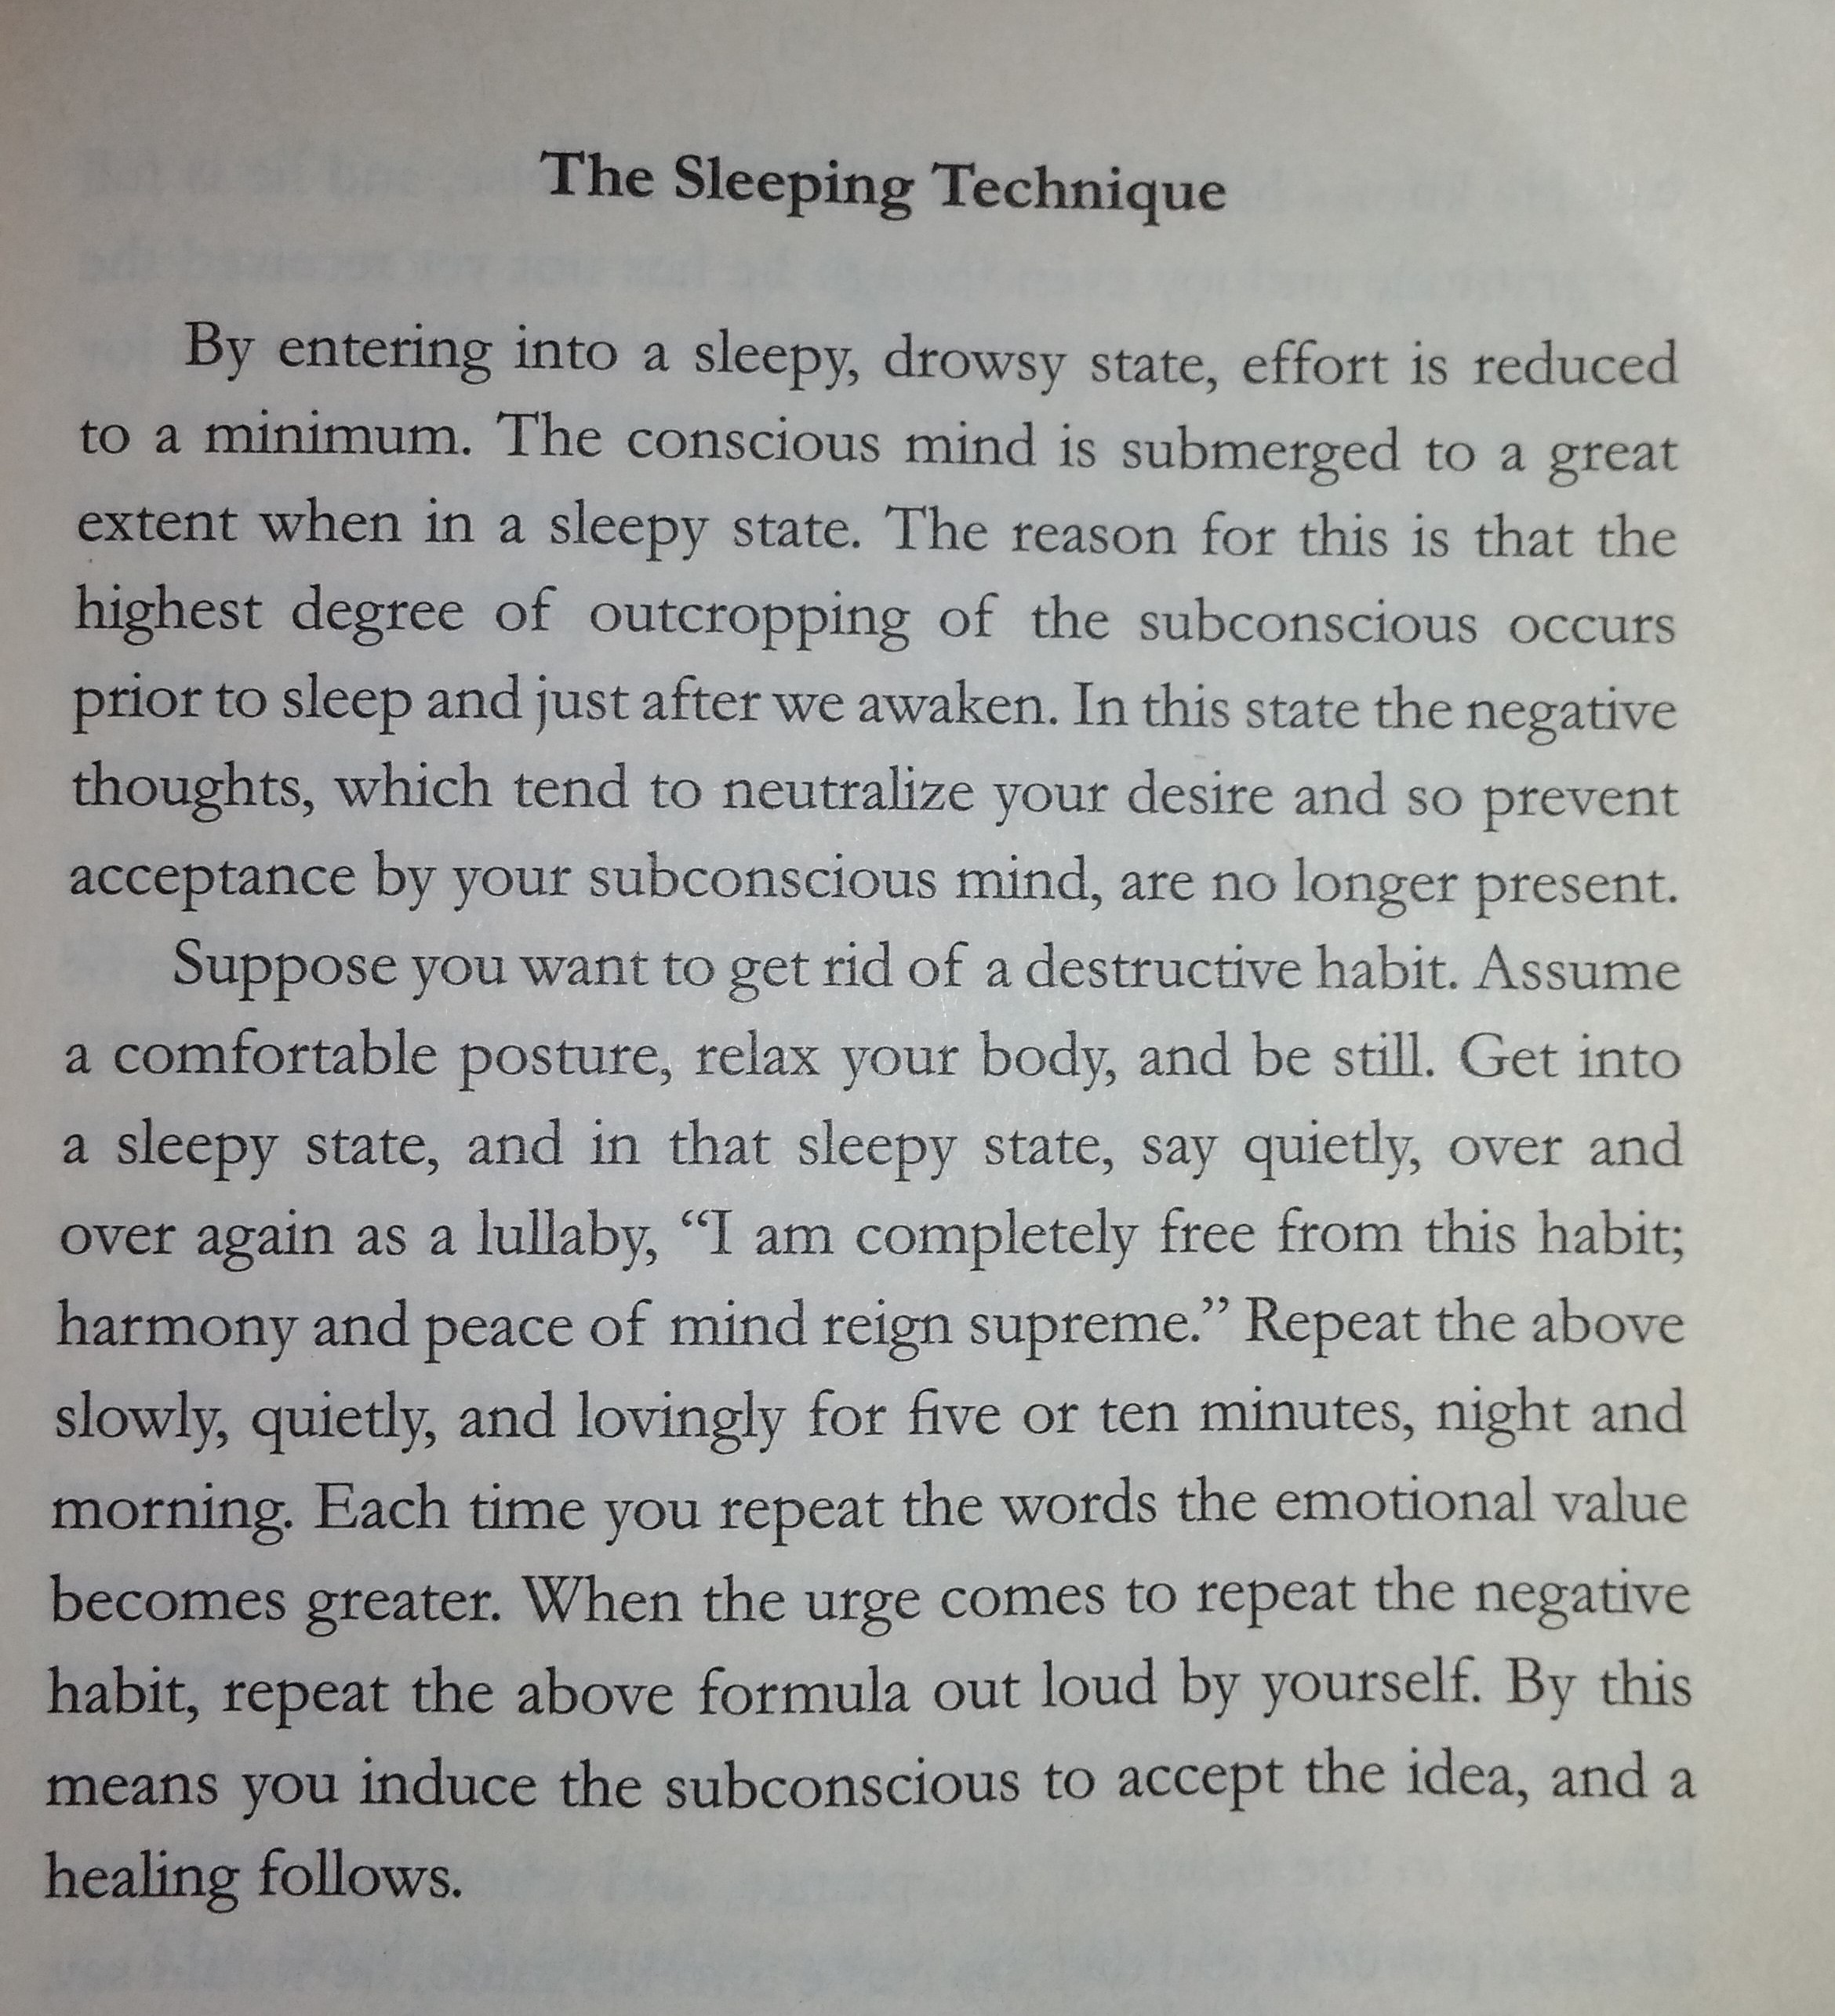 The Sleeping Technique
By entering into a sleepy, drowsy state, effort is reduced
to a minimum. The conscious mind is submerged to a great
extent when in a sleepy state. The reason for this is that the
highest degree of outcropping of the subconscious occurs
prior to sleep and just after we awaken. In this state the negative
thoughts, which tend to neutralize your desire and so prevent
acceptance by your subconscious mind, are no longer present.
Suppose you want to get rid of a destructive habit. Assume
a comfortable posture, relax your body, and be still. Get into
a sleepy state, and in that sleepy state, say quietly, over and
over again as a lullaby, “I am completely free from this habit;
harmony and peace of mind reign supreme.” Repeat the above
slowly, quietly, and lovingly for five or ten minutes, night and
morning. Each time you repeat the words the emotional value
becomes greater. When the urge comes to repeat the negative
habit, repeat the above formula out loud by yourself. By this
means you induce the subconscious to accept the idea, and a
healing follows.